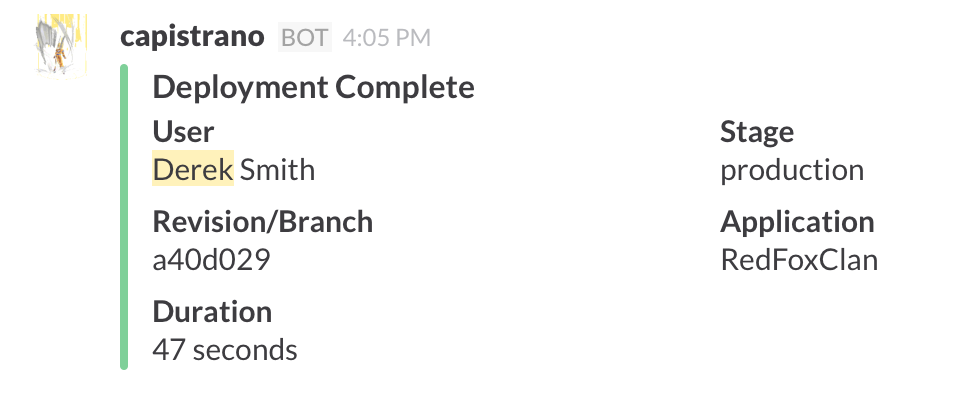 capistrano BOT 4:05 PM
Deployment Complete
User
Derek Smith
Stage
production
Revision/Branch
a40d029
Application
RedFoxClan
Duration
47 seconds